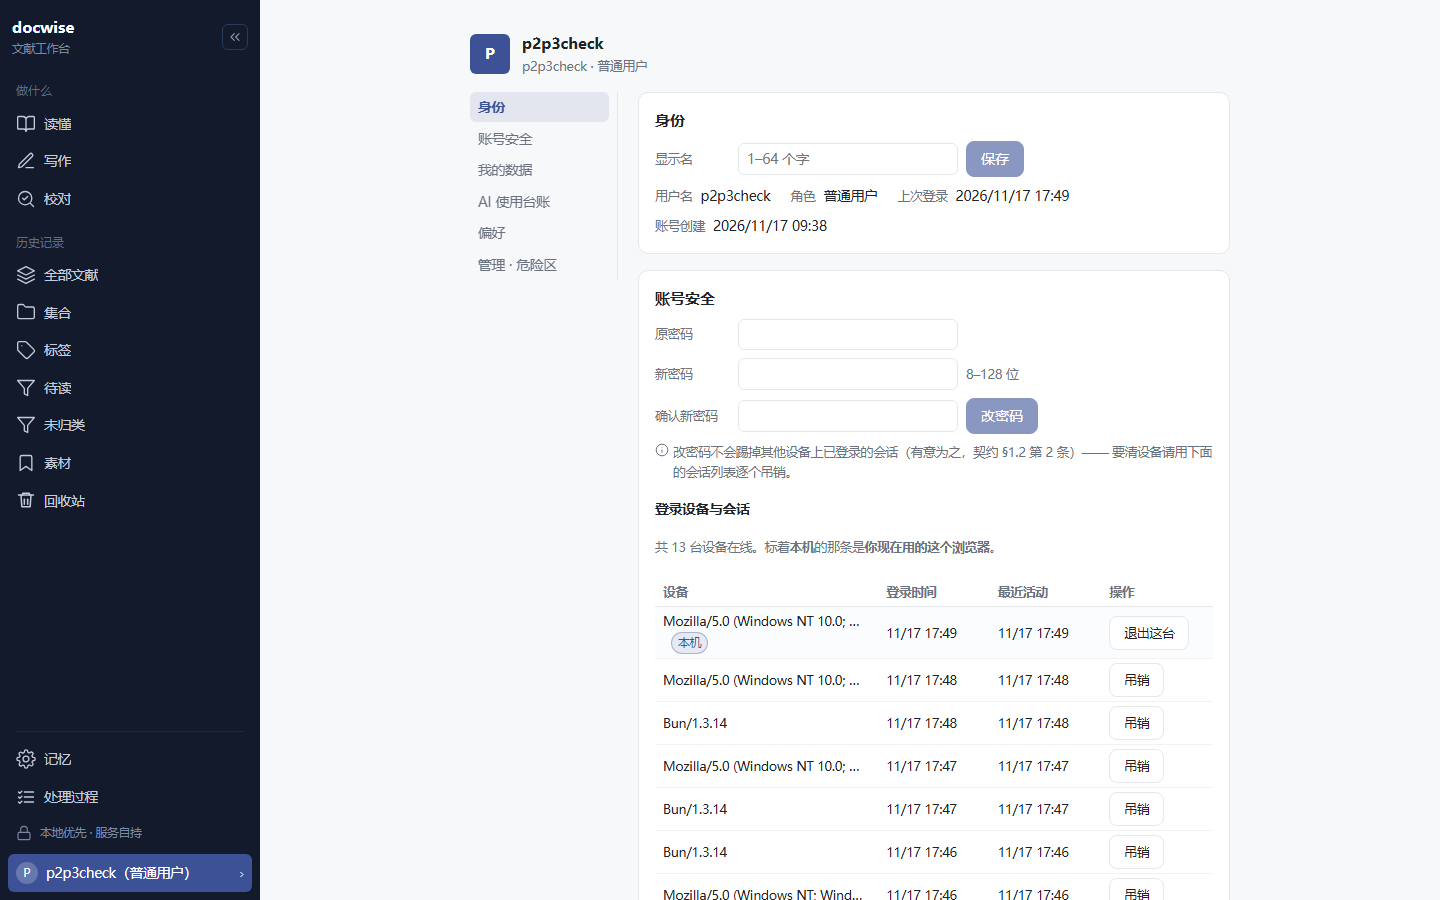 docwise
文献工作台
做什么
读懂
写作
校对
历史记录
全部文献
集合
标签
待读
未归类
素材
回收站
记忆
处理过程
本地优先 · 服务自持
P p2p3check（普通用户）
P
p2p3check
p2p3check · 普通用户
身份
账号安全
我的数据
AI 使用台账
偏好
管理 · 危险区
身份
显示名 1–64 个字 保存
用户名 p2p3check 角色 普通用户 上次登录 2026/11/17 17:49
账号创建 2026/11/17 09:38
账号安全
原密码
新密码 8–128 位
确认新密码 改密码
改密码不会踢掉其他设备上已登录的会话（有意为之，契约 §1.2 第 2 条）—— 要清设备请用下面
的会话列表逐个吊销。
登录设备与会话
共 13 台设备在线。标着本机的那条是你现在用的这个浏览器。
设备 登录时间 最近活动 操作
Mozilla/5.0 (Windows NT 10.0; ... 11/17 17:49 11/17 17:49 退出这台
本机
Mozilla/5.0 (Windows NT 10.0; ... 11/17 17:48 11/17 17:48 吊销
Bun/1.3.14 11/17 17:48 11/17 17:48 吊销
Mozilla/5.0 (Windows NT 10.0; ... 11/17 17:47 11/17 17:47 吊销
Bun/1.3.14 11/17 17:47 11/17 17:47 吊销
Bun/1.3.14 11/17 17:46 11/17 17:46 吊销
Mozilla/5.0 (Windows NT; Wind... 11/17 17:46 11/17 17:46 吊销